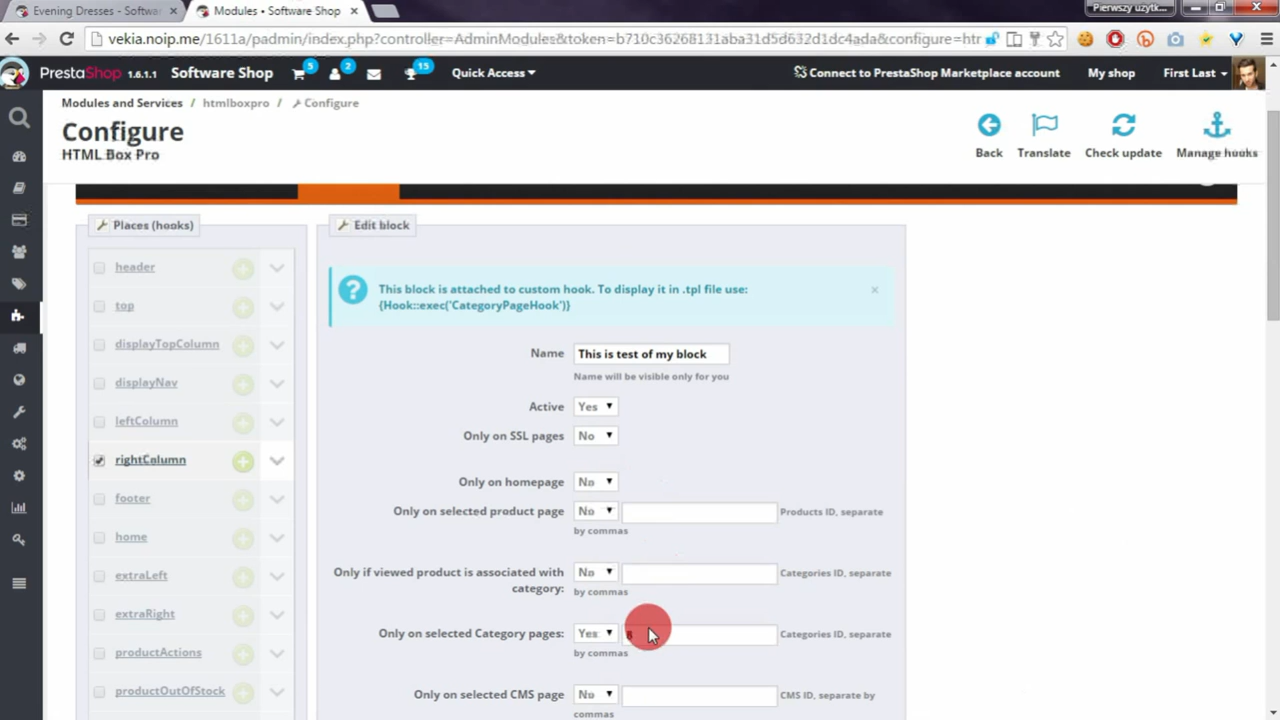 Evening Dresses - Softwa
Modules • Software Shop
Pierwszy użytk...
vekia.noip.me/1611a/padmin/index.php?controller=AdminModules&token=b710c36268131aba31d5d632d1dc4ada&configure=htr
PrestaShop 1.6.1.1 Software Shop 5 2 15 Quick Access Connect to PrestaShop Marketplace account My shop First Last
Modules and Services / htmlboxpro / Configure
Configure
HTML Box Pro
Back Translate Check update Manage hooks
Places (hooks)
header
top
displayTopColumn
displayNav
leftColumn
rightColumn
footer
home
extraLeft
extraRight
productActions
productOutOfStock
Edit block
This block is attached to custom hook. To display it in .tpl file use:
{Hook::exec('CategoryPageHook')}
Name This is test of my block
Name will be visible only for you
Active Yes
Only on SSL pages No
Only on homepage No
Only on selected product page No Products ID, separate
by commas
Only if viewed product is associated with No Categories ID, separate
category: by commas
Only on selected Category pages: Yes Categories ID, separate
by commas
Only on selected CMS page No CMS ID, separate by
commas